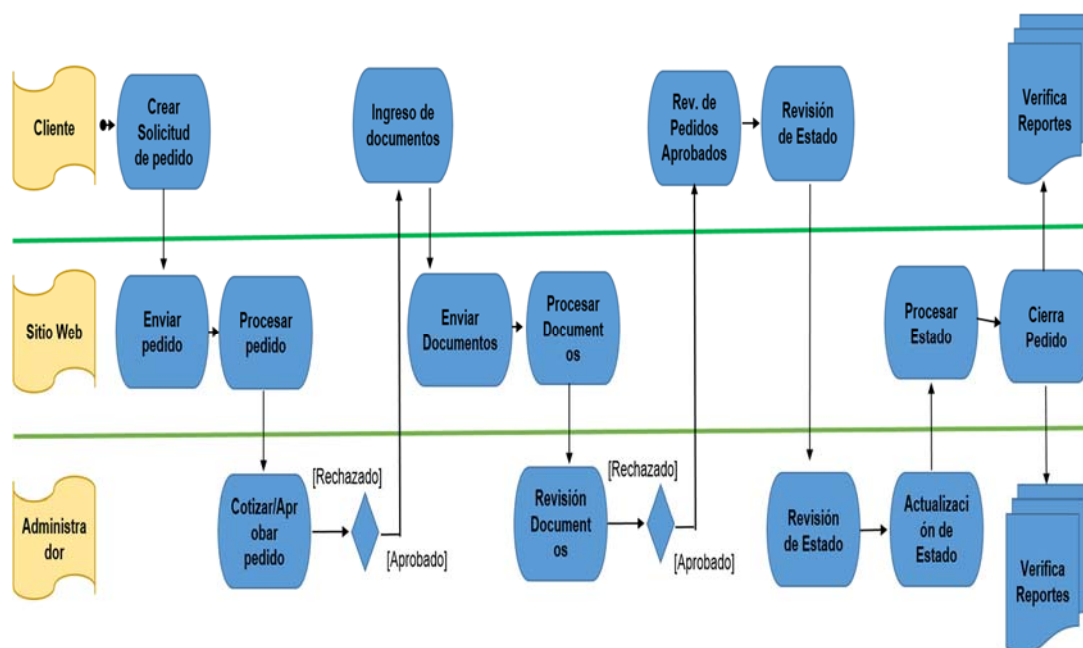 Cliente
Crear
Solicitud
de pedido
Ingreso de
documentos
Rev. de
Pedidos
Aprobados
Revisión
de Estado
Verifica
Reportes
Sitio Web
Enviar
pedido
Procesar
pedido
Enviar
Documentos
Procesar
Document
os
Procesar
Estado
Cierra
Pedido
Administra
dor
Cotizar/Apr
obar
pedido
[Rechazado]
[Aprobado]
Revisión
Document
os
[Rechazado]
[Aprobado]
Revisión
de Estado
Actualizaci
ón de
Estado
Verifica
Reportes